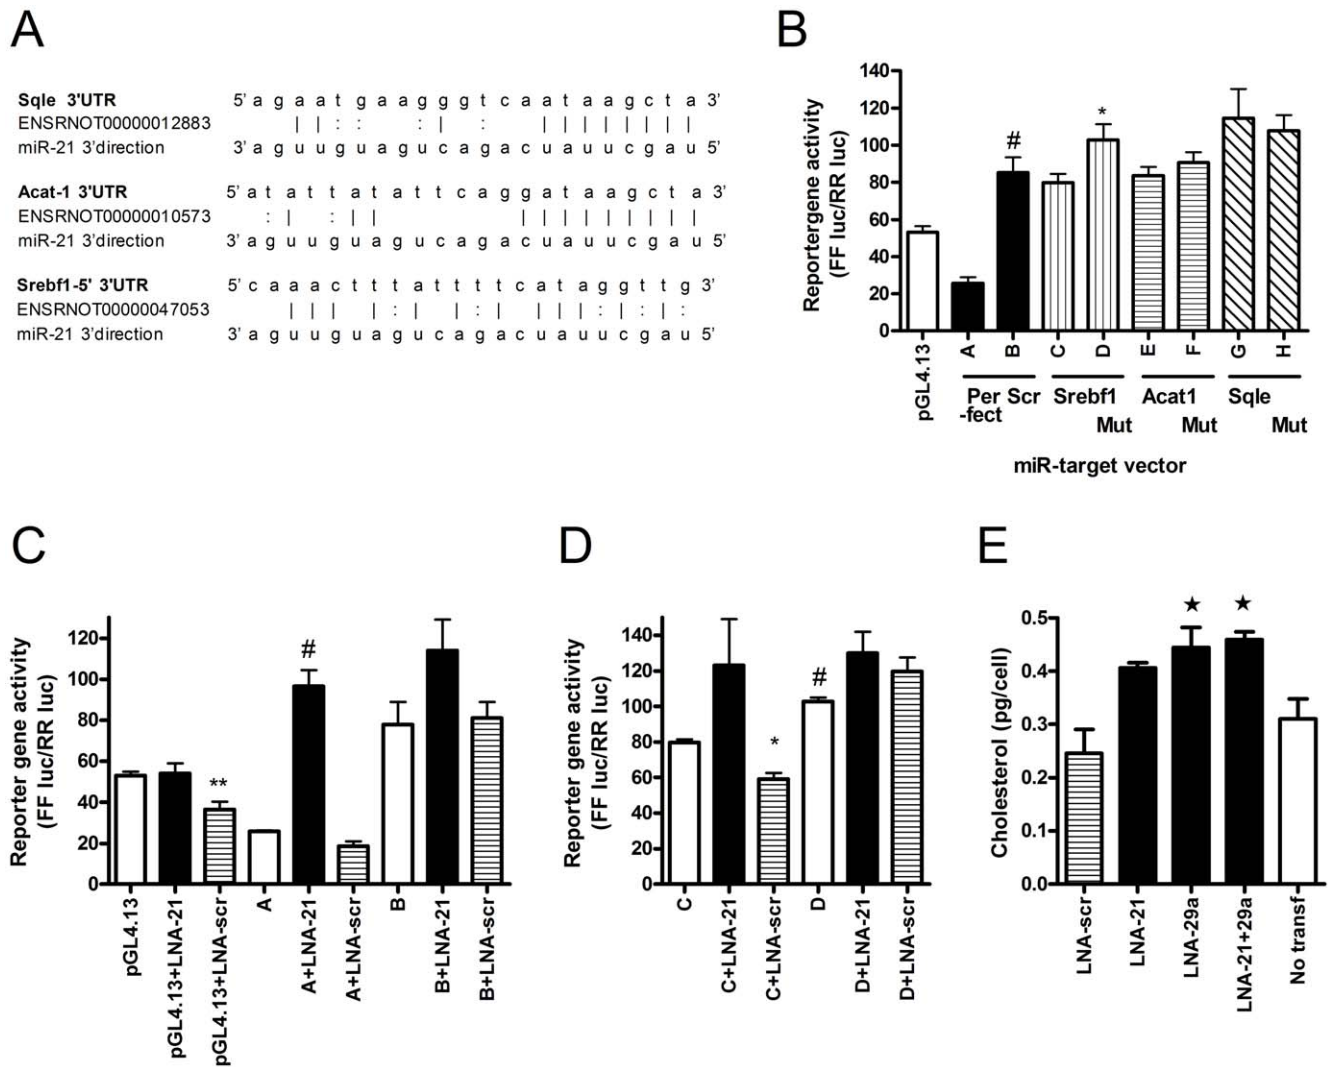 A
Sqle 3'UTR 5' a g a a t g a a g g g t c a a t a a g c t a 3'
ENSRNOT00000012883 | | : : : | : | | | | | | | |
miR-21 3'direction 3' a g u u g u a g u c a g a c u a u u c g a u 5'
Acat-1 3'UTR 5' a t a t t a t a t t c a g g a t a a g c t a 3'
ENSRNOT00000010573 : | : | | | | | | | | | | |
miR-21 3'direction 3' a g u u g u a g u c a g a c u a u u c g a u 5'
Srebf1-5' 3'UTR 5' c a a a c t t t a t t t t c a t a g g t t g 3'
ENSRNOT00000047053 | | | | : | | : | | | | : | : | :
miR-21 3'direction 3' a g u u g u a g u c a g a c u a u u c g a u 5'
B
Reportergene activity
(FF luc/RR luc)
140
120
100
80
60
40
20
0
#
*
pGL4.13 A B C D E F G H
Per Scr Srebf1 Acat1 Sqle
-fect Mut Mut Mut
miR-target vector
C
Reporter gene activity
(FF luc/RR luc)
120
100
80
60
40
20
0
**
#
pGL4.13
pGL4.13+LNA-21
pGL4.13+LNA-scr
A
A+LNA-21
A+LNA-scr
B
B+LNA-21
B+LNA-scr
D
Reporter gene activity
(FF luc/RR luc)
140
120
100
80
60
40
20
0
*
#
C
C+LNA-21
C+LNA-scr
D
D+LNA-21
D+LNA-scr
E
Cholesterol (pg/cell)
0.5
0.4
0.3
0.2
0.1
0.0
★ ★
LNA-scr
LNA-21
LNA-29a
LNA-21+29a
No transf